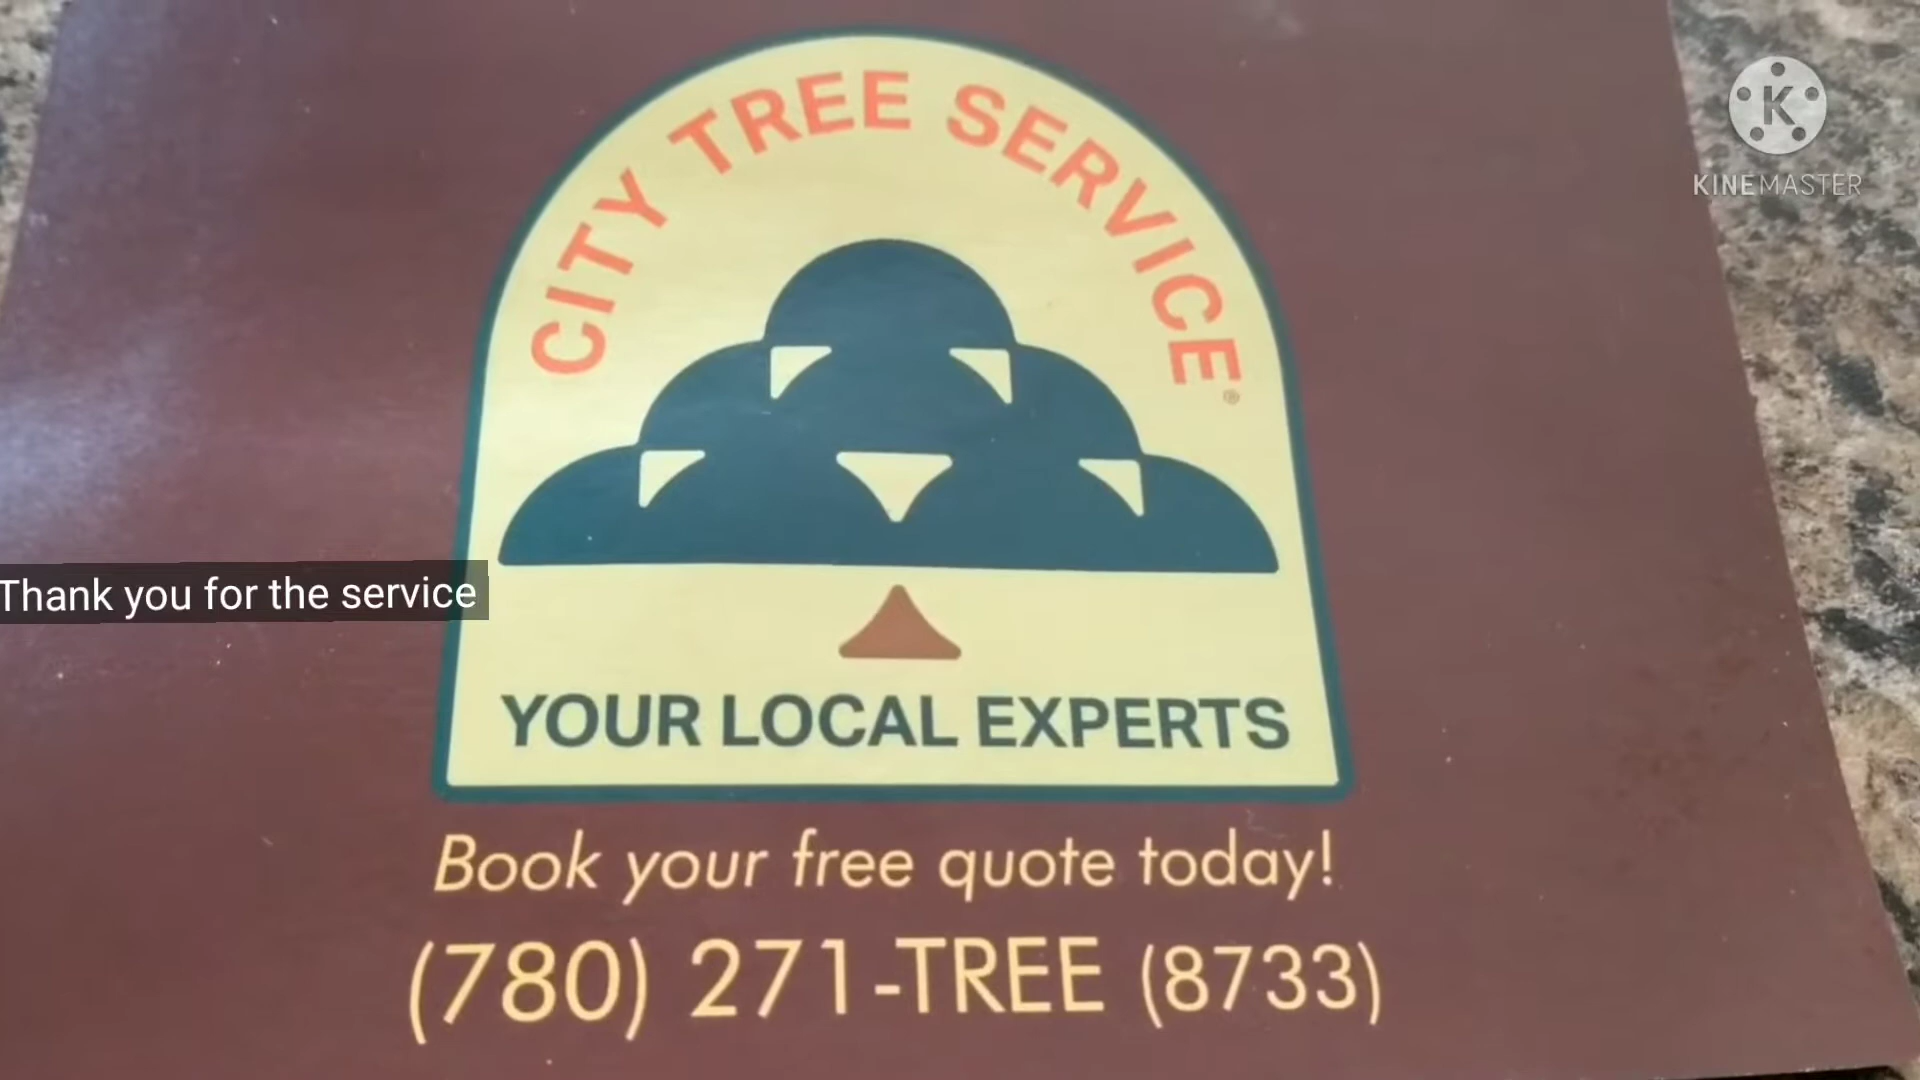 CITY TREE SERVICE®
K
KINEMASTER
Thank you for the service
YOUR LOCAL EXPERTS
Book your free quote today!
(780) 271-TREE (8733)